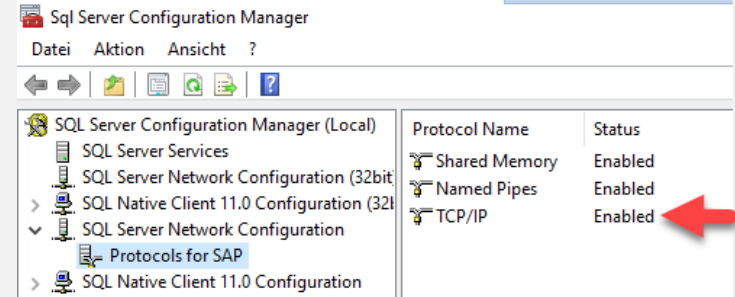 Sql Server Configuration Manager
Datei Aktion Ansicht ?
SQL Server Configuration Manager (Local)
SQL Server Services
SQL Server Network Configuration (32bit
SQL Native Client 11.0 Configuration (32b
SQL Server Network Configuration
Protocols for SAP
SQL Native Client 11.0 Configuration
Protocol Name Status
Shared Memory Enabled
Named Pipes Enabled
TCP/IP Enabled